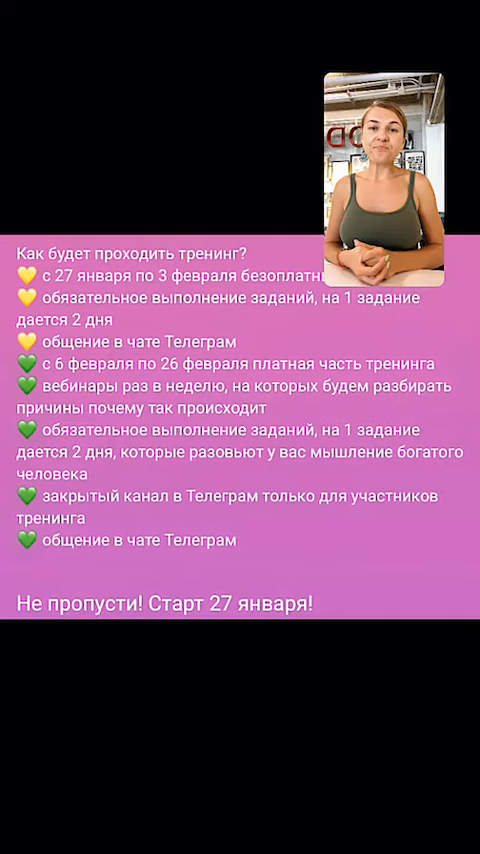 Как будет проходить тренинг?
💛 с 27 января по 3 февраля
💛 обязательное выполнение заданий, на 1 задание
дается 2 дня
💛 общение в чате Телеграм
💚 с 6 февраля по 26 февраля платная часть тренинга
💚 вебинары раз в неделю, на которых будем разбирать
причины почему так происходит
💚 обязательное выполнение заданий, на 1 задание
дается 2 дня, которые разовьют у вас мышление богатого
человека
💚 закрытый канал в Телеграм только для участников
тренинга
💚 общение в чате Телеграм
Не пропусти! Старт 27 января!